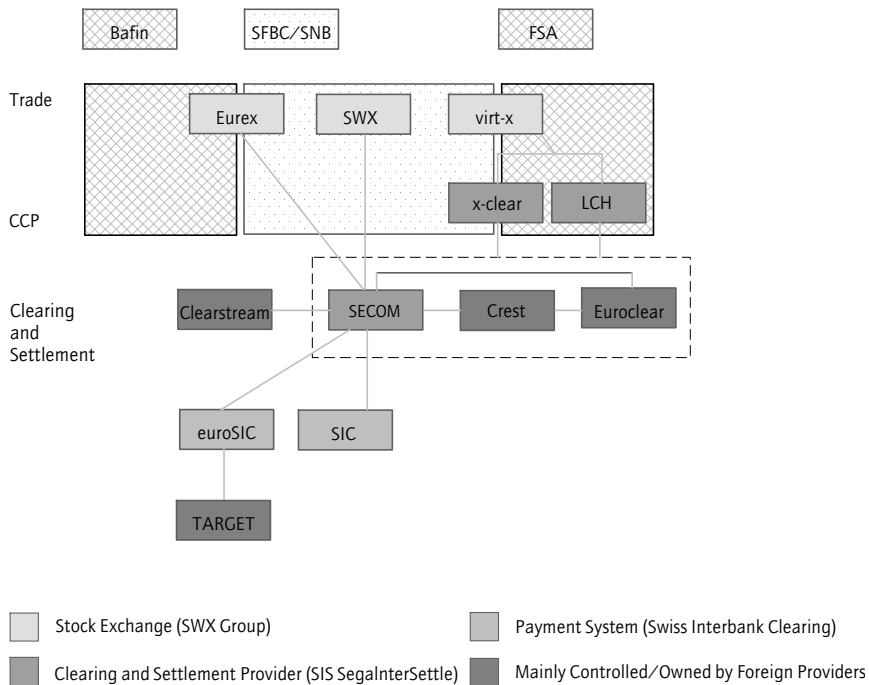 Bafin
SFBC/SNB
FSA
Trade
Eurex
SWX
virt-x
x-clear
LCH
CCP
Clearing
and
Settlement
Clearstream
SECOM
Crest
Euroclear
euroSIC
SIC
TARGET
Stock Exchange (SWX Group)
Payment System (Swiss Interbank Clearing)
Clearing and Settlement Provider (SIS SegaInterSettle)
Mainly Controlled/Owned by Foreign Providers